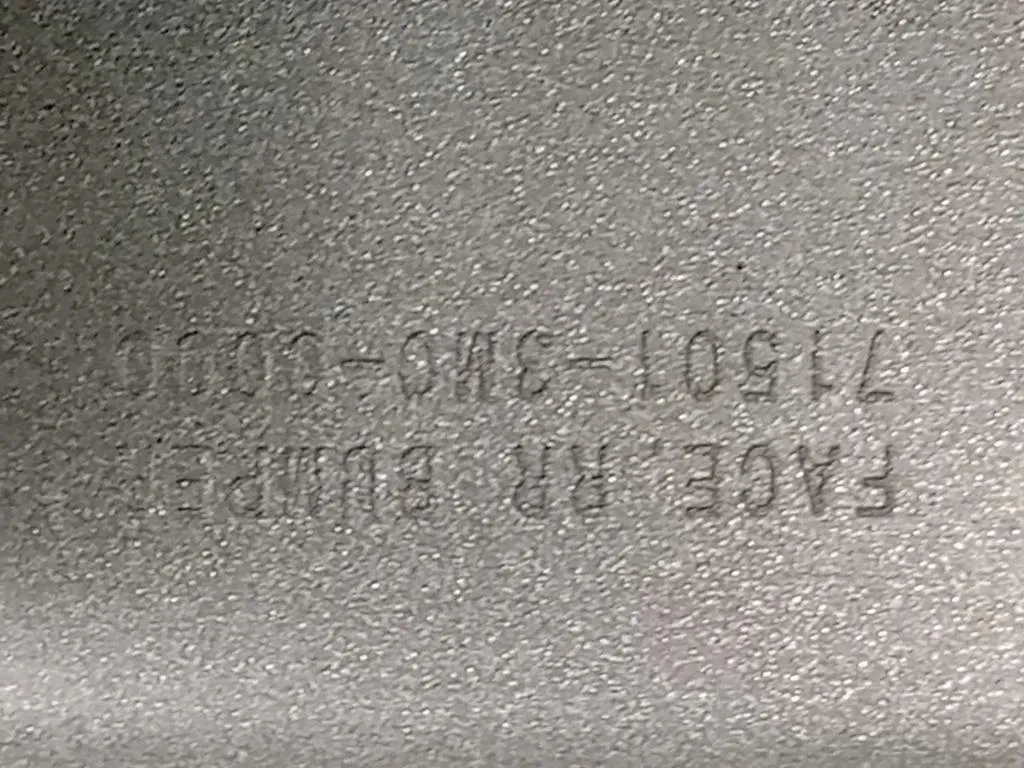 FACE, RR. BUMPER
71501-3M0-